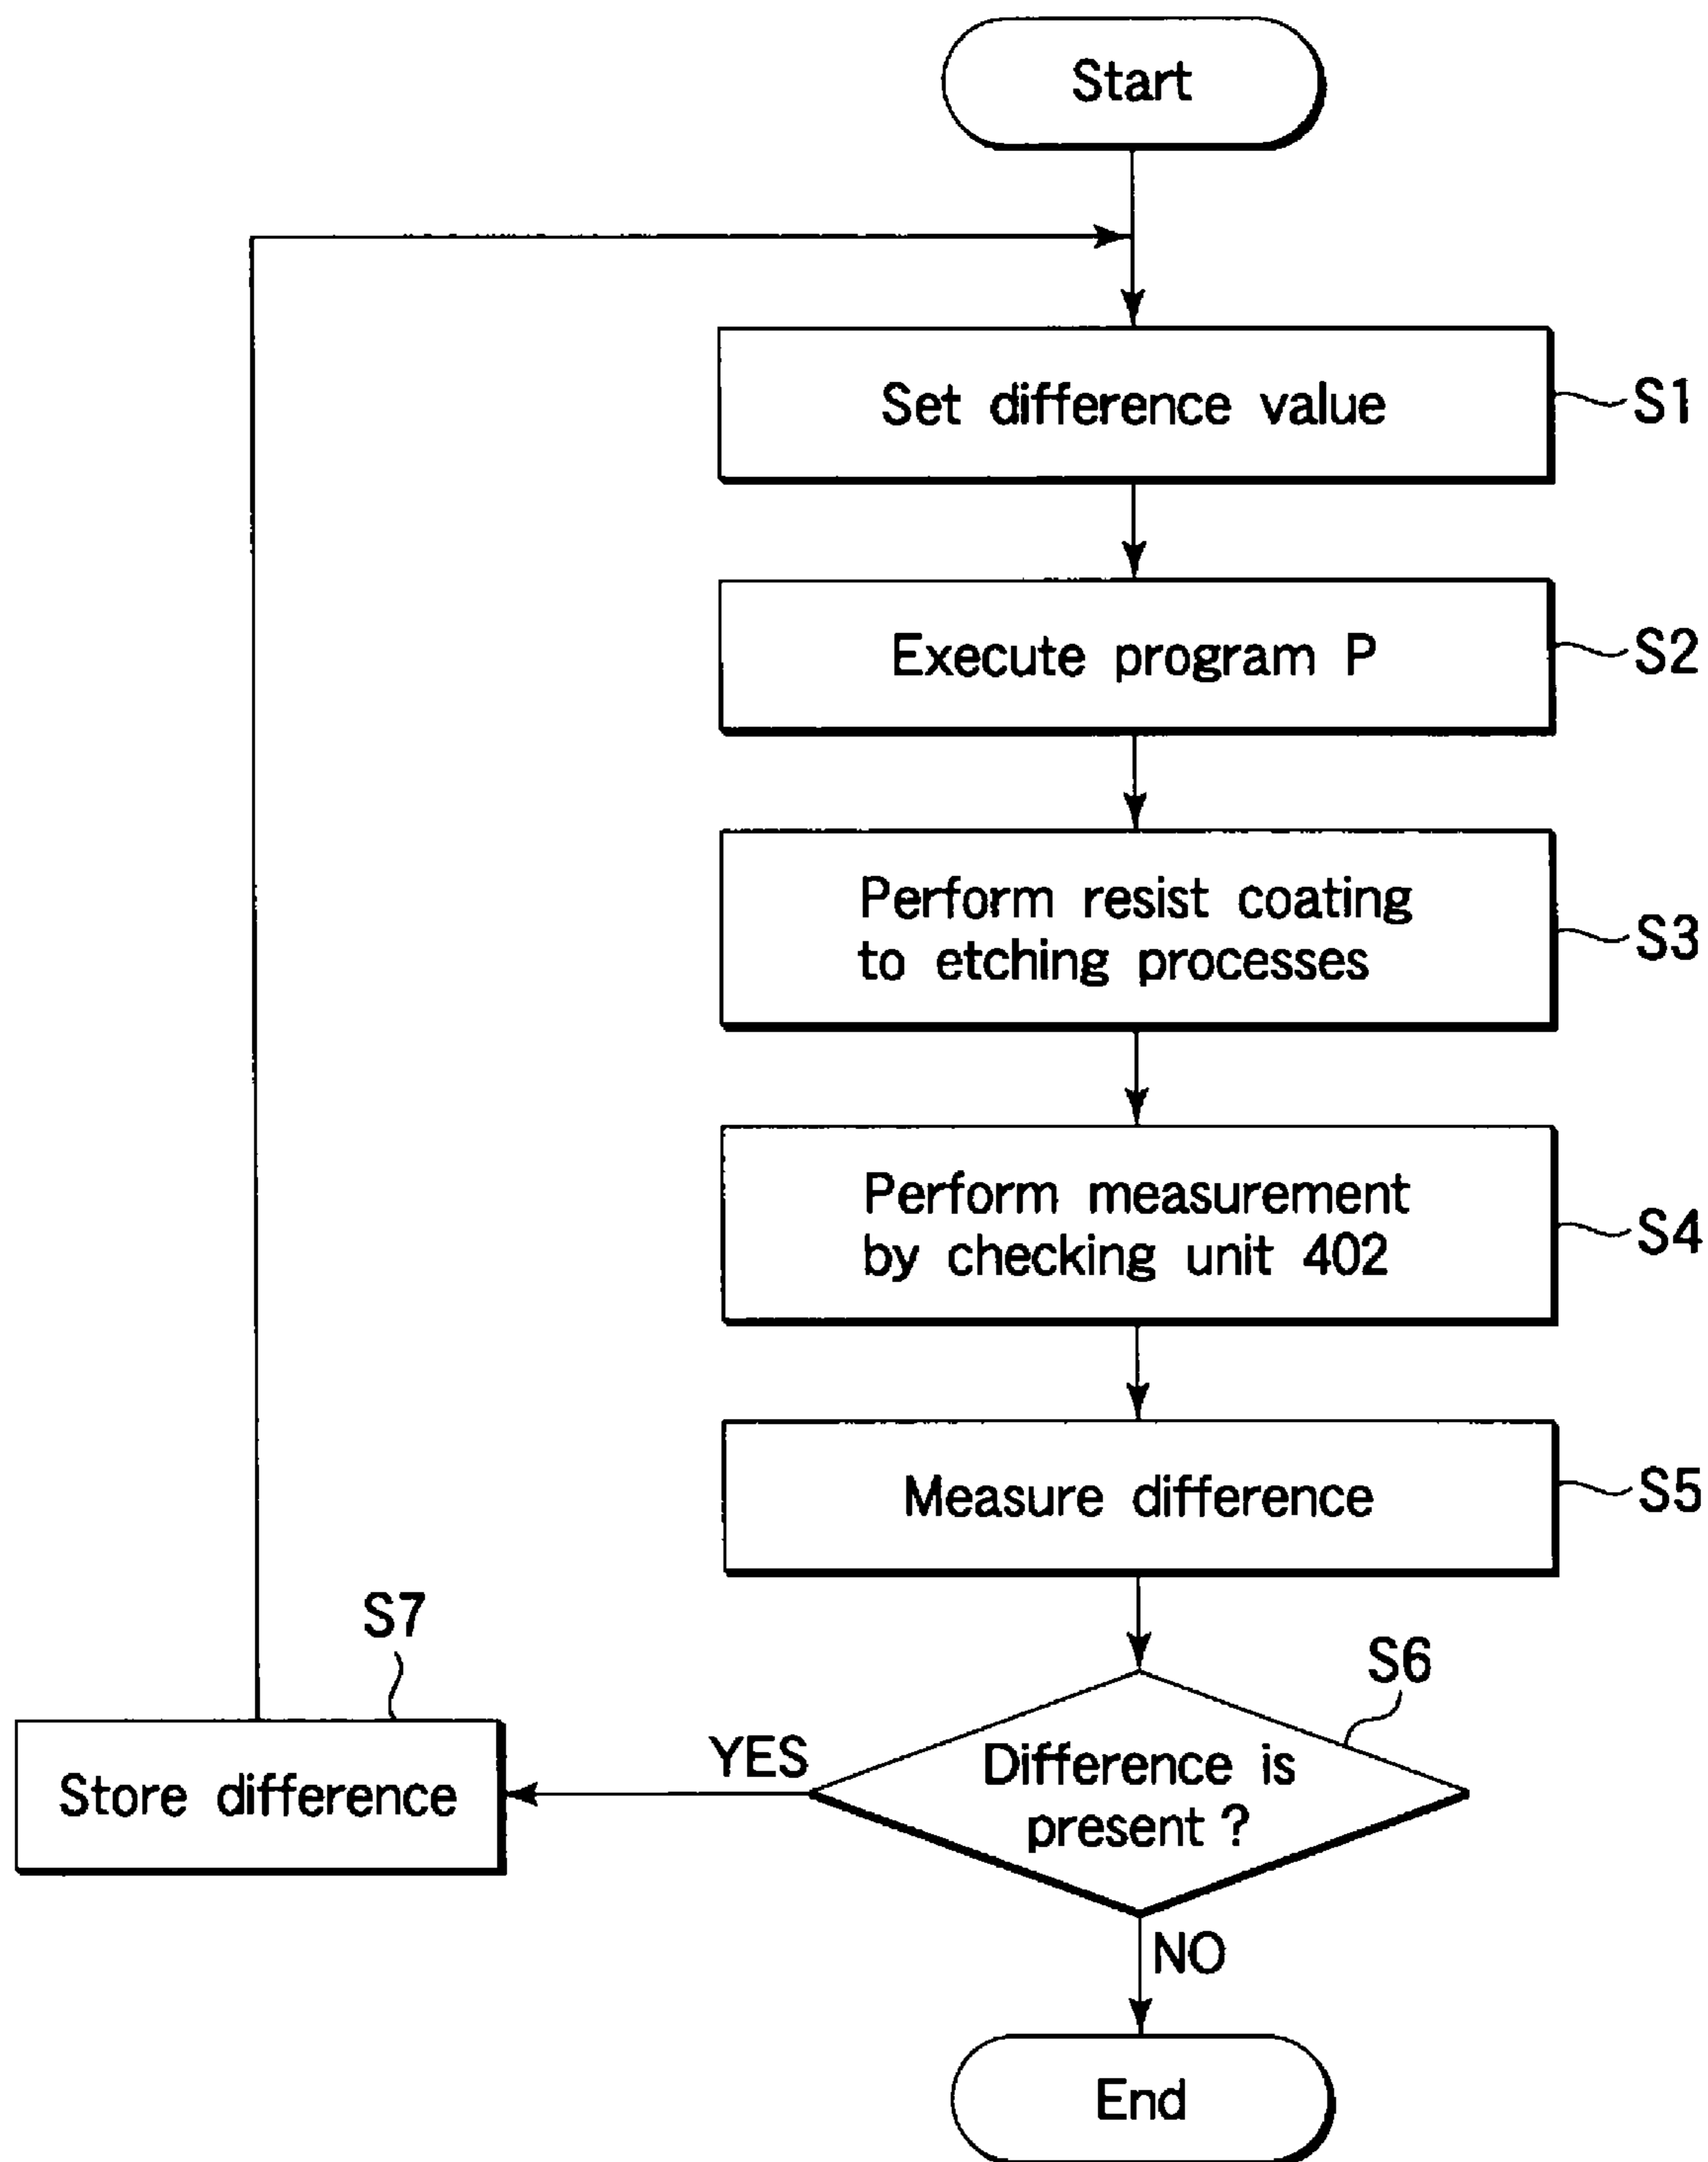 Start
Set difference value
S1
Execute program P
S2
Perform resist coating
to etching processes
S3
Perform measurement
by checking unit 402
S4
Measure difference
S5
S7
S6
Store difference
YES
Difference is
present ?
NO
End